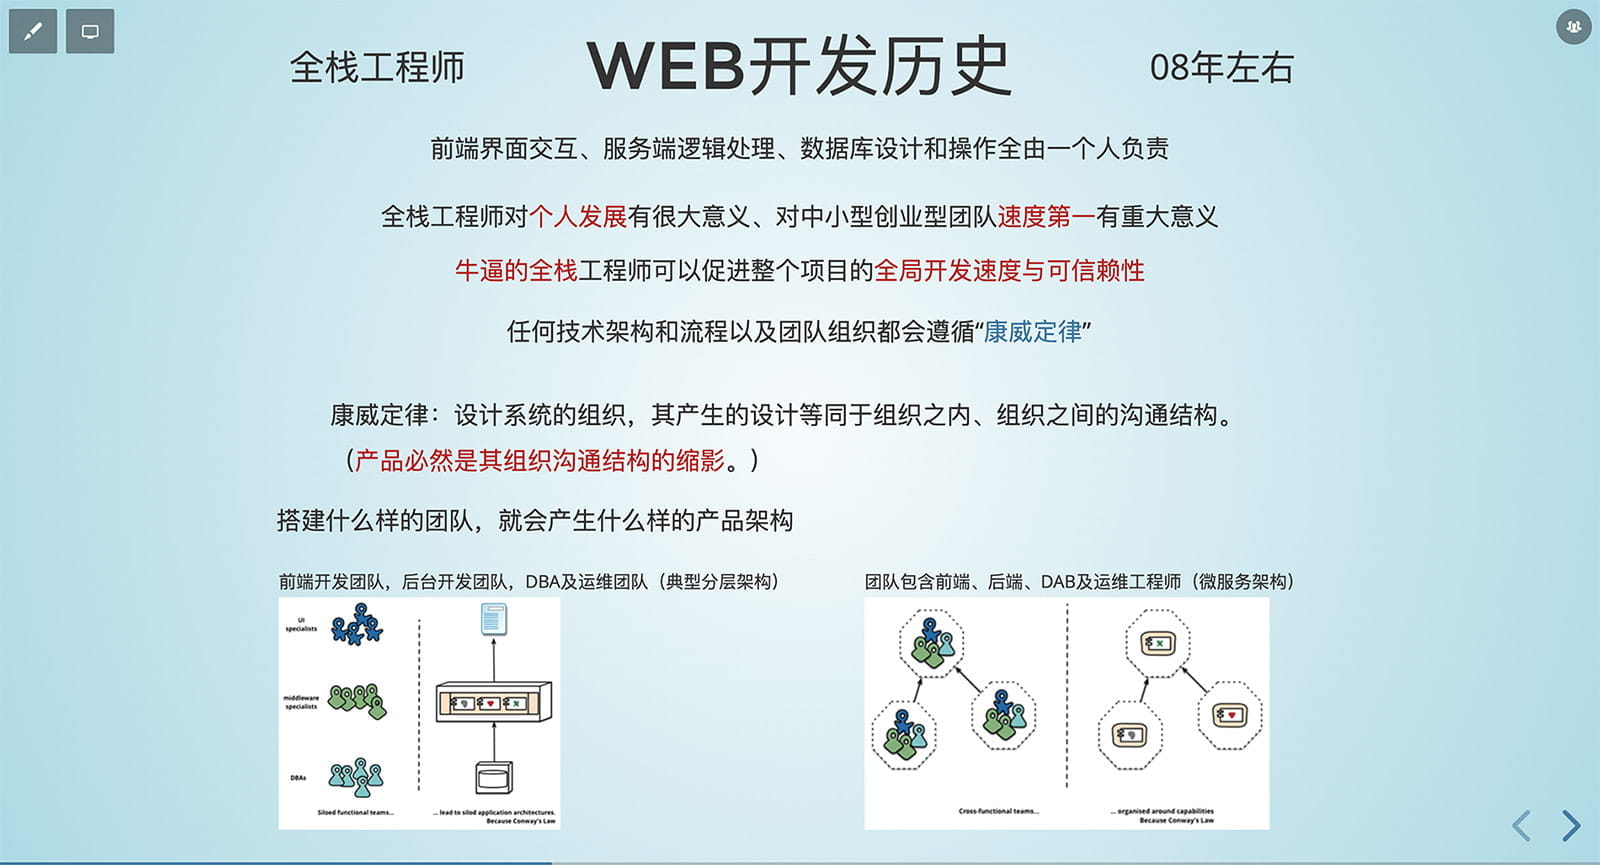 全栈工程师
WEB开发历史
08年左右
前端界面交互、服务端逻辑处理、数据库设计和操作全由一个人负责
全栈工程师对个人发展有很大意义、对中小型创业型团队速度第一有重大意义
牛逼的全栈工程师可以促进整个项目的全局开发速度与可信赖性
任何技术架构和流程以及团队组织都会遵循“康威定律”
康威定律：设计系统的组织，其产生的设计等同于组织之内、组织之间的沟通结构。
（产品必然是其组织沟通结构的缩影。）
搭建什么样的团队，就会产生什么样的产品架构
前端开发团队，后台开发团队，DBA及运维团队（典型分层架构）
UI
specialists
middleware
specialists
DBAs
Siloed functional teams...
... lead to silod application architectures.
Because Conway's Law
团队包含前端、后端、DAB及运维工程师（微服务架构）
Cross-functional teams...
... organised around capabilities
Because Conway's Law